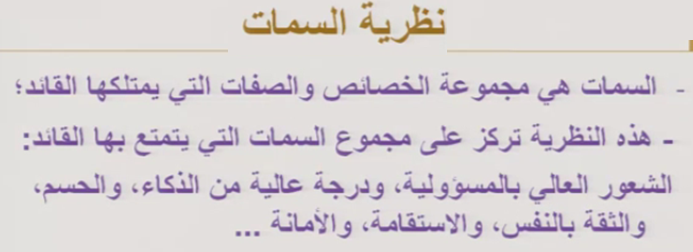 نظرية السمات
- السمات هي مجموعة الخصائص والصفات التي يمتلكها القائد؛
- هذه النظرية تركز على مجموع السمات التي يتمتع بها القائد:
الشعور العالي بالمسؤولية، ودرجة عالية من الذكاء، والحسم،
والثقة بالنفس، والاستقامة، والأمانة ...